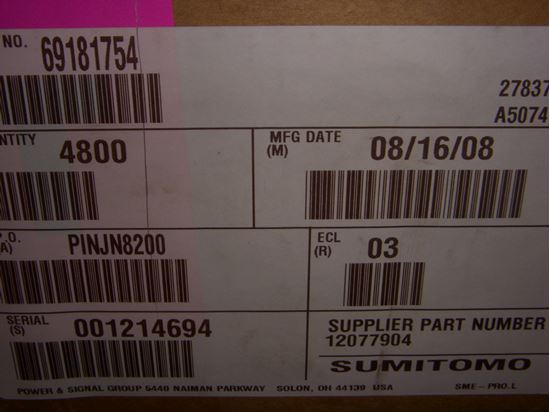 NO. 69181754
27837
A5074
NTITY 4800
MFG DATE
(M) 08/16/08
P.O.
(A) PINJN8200
ECL
(R) 03
SERIAL
(S) 001214694
SUPPLIER PART NUMBER
12077904
SUMITOMO
POWER & SIGNAL GROUP 5440 NAIMAN PARKWAY SOLON, OH 44139 USA SME-PRO.L